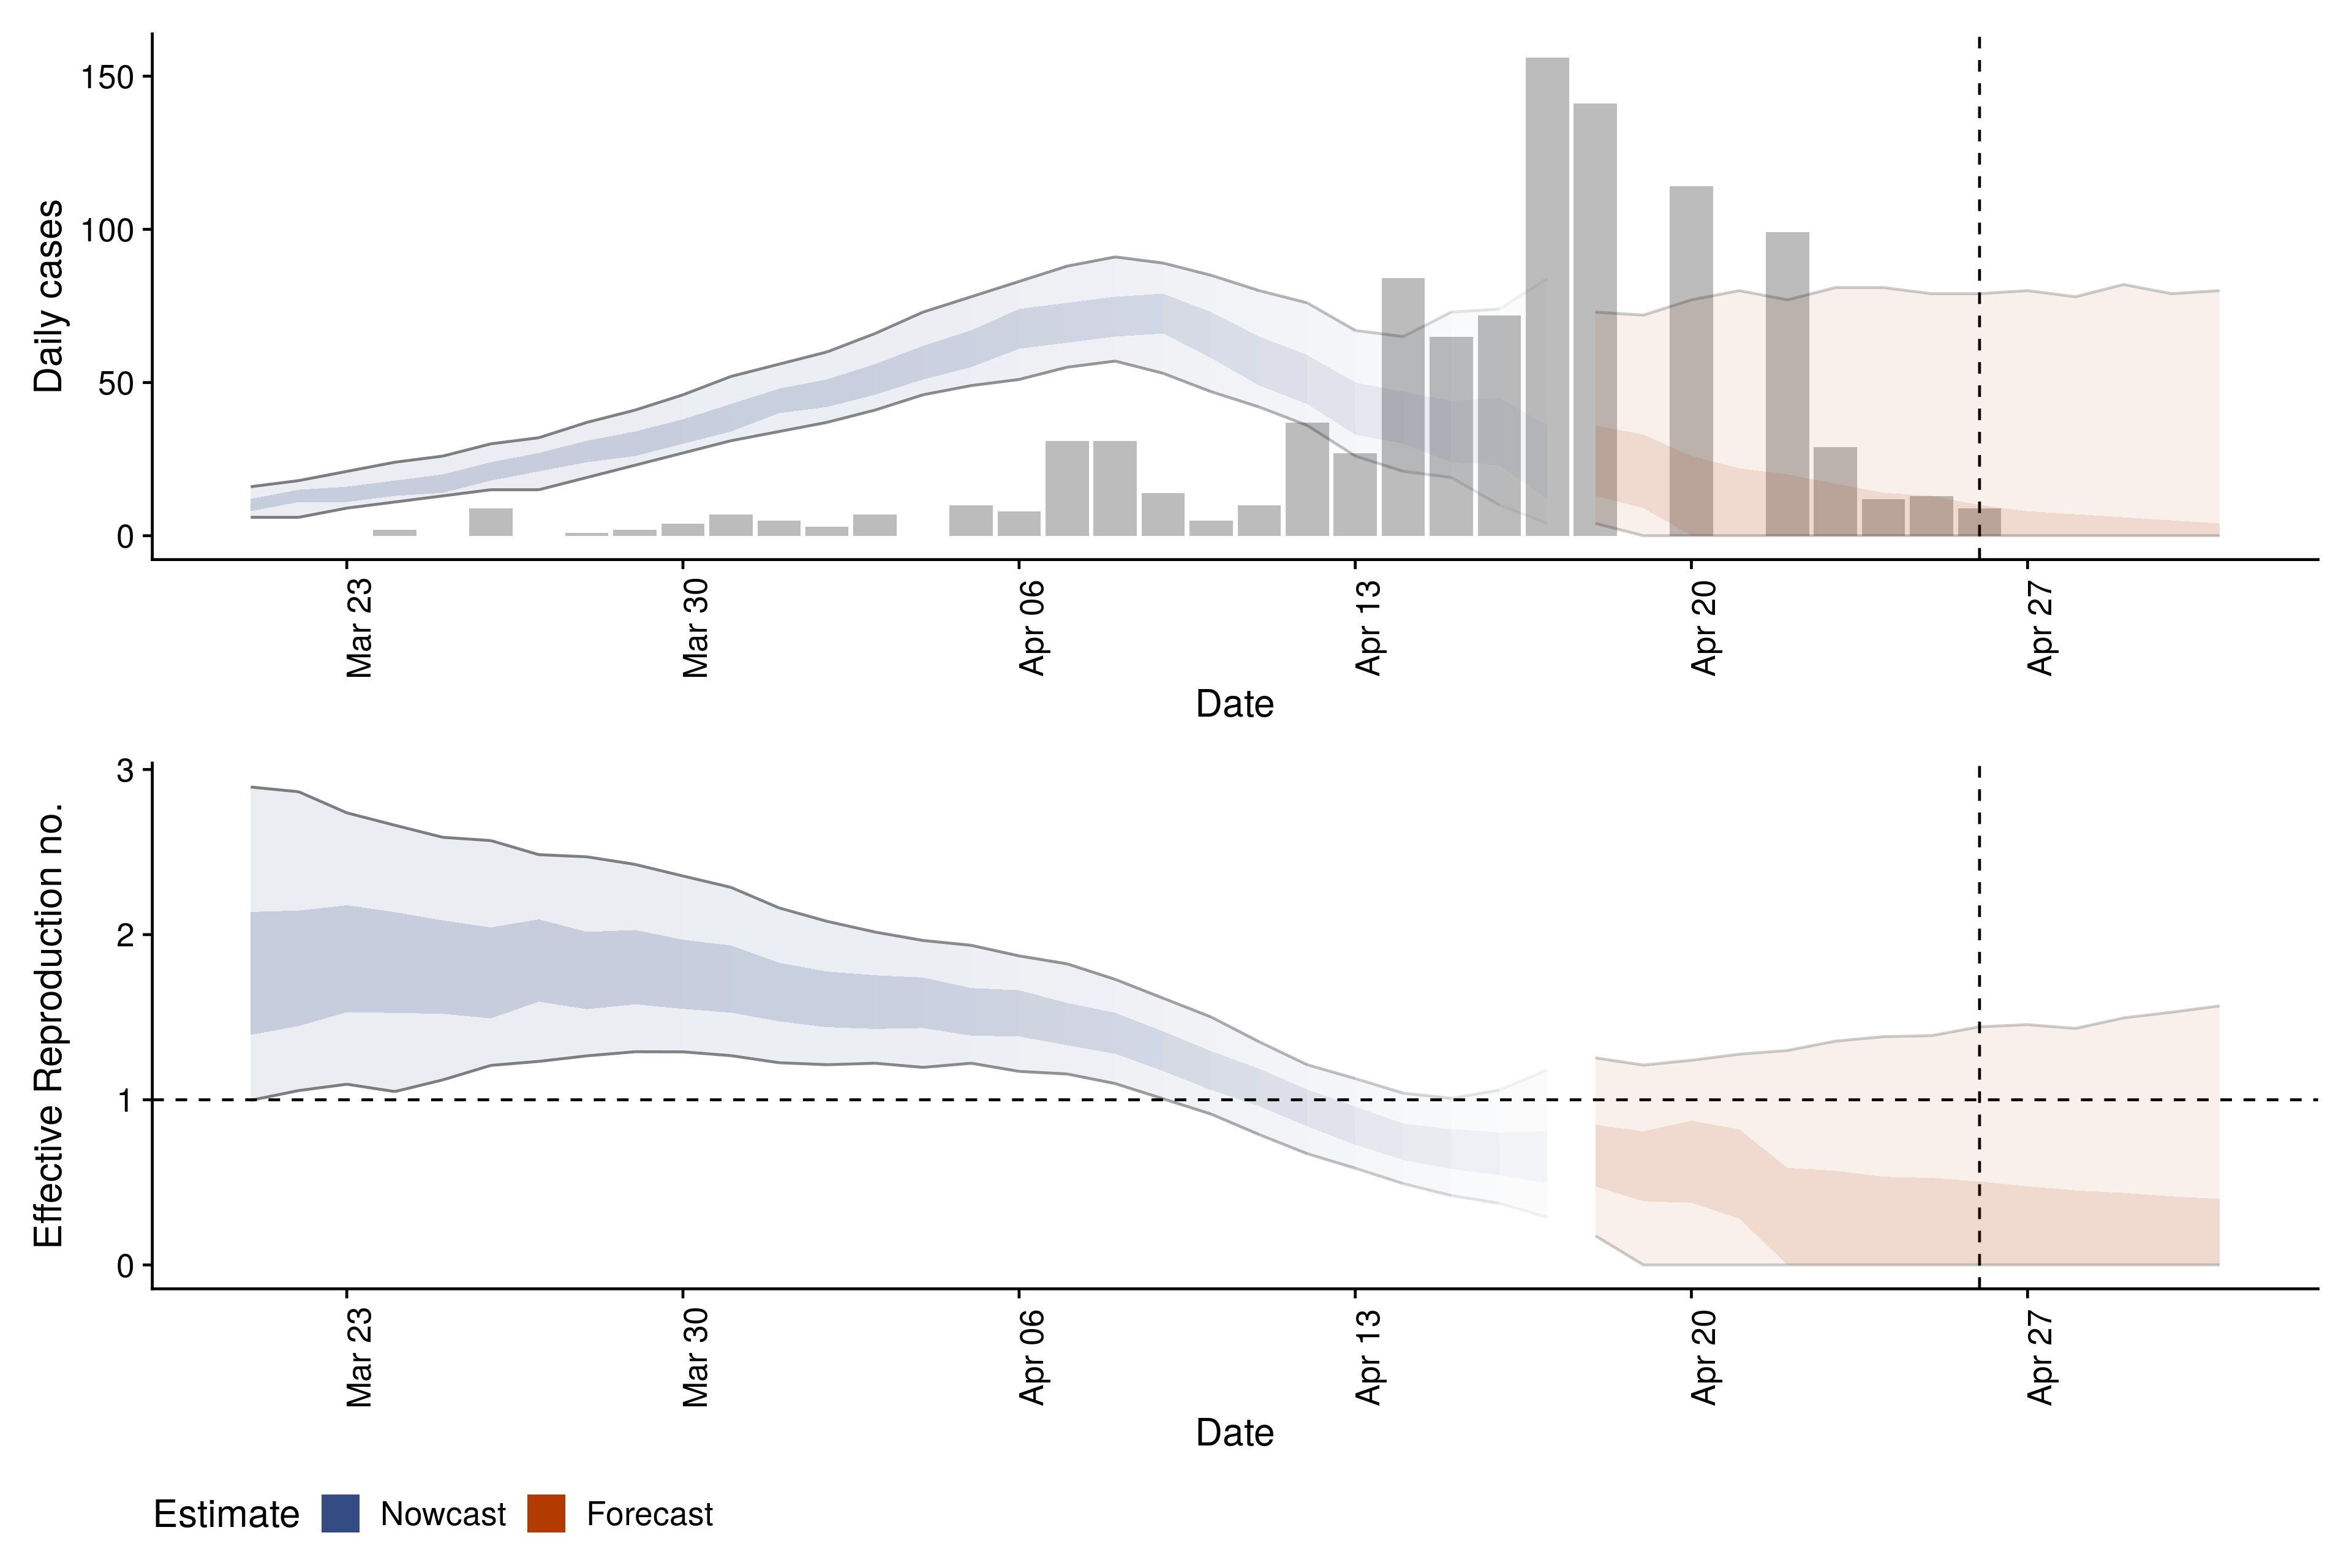 Daily cases
150
100
50
0
Mar 23
Mar 30
Apr 06
Apr 13
Apr 20
Apr 27
Date
Effective Reproduction no.
3
2
1
0
Mar 23
Mar 30
Apr 06
Apr 13
Apr 20
Apr 27
Date
Estimate Nowcast Forecast